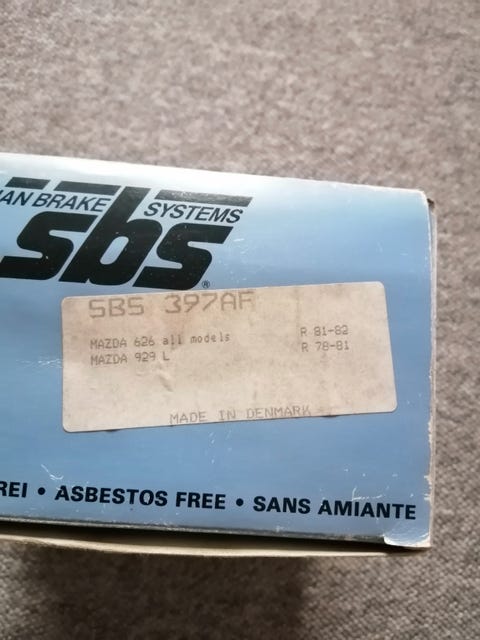 IAN BRAKE SYSTEMS
sbs®
SBS 397AF
MAZDA 626 all models R 81-82
MAZDA 929 L R 78-81
MADE IN DENMARK
REI • ASBESTOS FREE • SANS AMIANTE